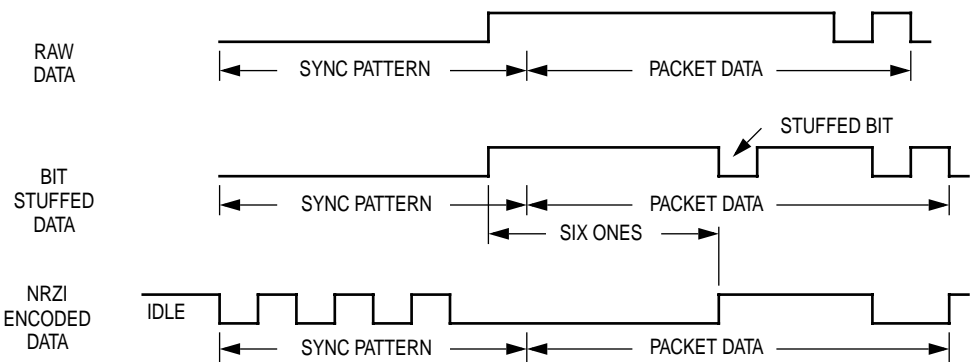 RAW
DATA
SYNC PATTERN
PACKET DATA
STUFFED BIT
BIT
STUFFED
DATA
SYNC PATTERN
PACKET DATA
SIX ONES
NRZI
ENCODED
DATA
IDLE
SYNC PATTERN
PACKET DATA